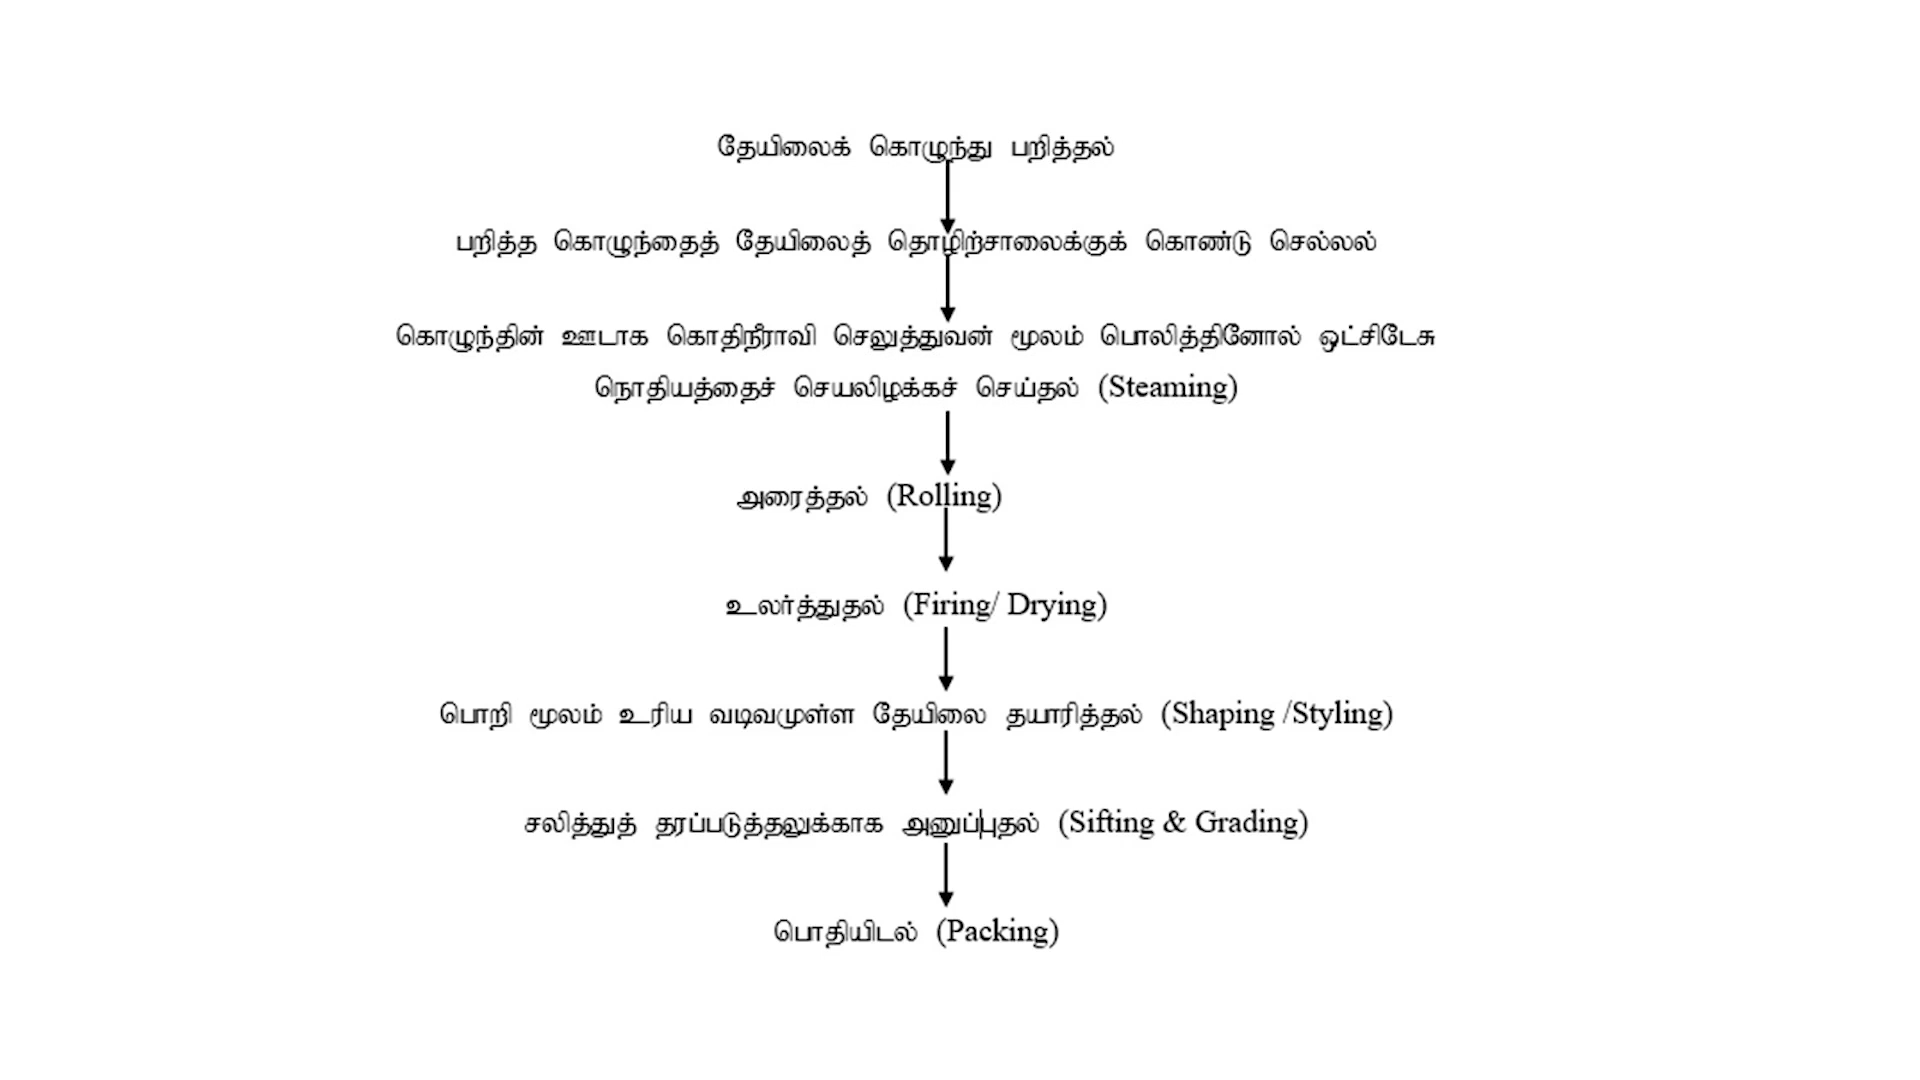 தேயிலைக் கொழுந்து பறித்தல்
பறித்த கொழுந்தைத் தேயிலைத் தொழிற்சாலைக்குக் கொண்டு செல்லல்
கொழுந்தின் ஊடாக கொதிநீராவி செலுத்துவன் மூலம் பொலித்தினோல் ஒட்சிடேசு
நொதியத்தைச் செயலிழக்கச் செய்தல் (Steaming)
அரைத்தல் (Rolling)
உலர்த்துதல் (Firing/ Drying)
பொறி மூலம் உரிய வடிவமுள்ள தேயிலை தயாரித்தல் (Shaping /Styling)
சலித்துத் தரப்படுத்தலுக்காக அனுப்புதல் (Sifting & Grading)
பொதியிடல் (Packing)